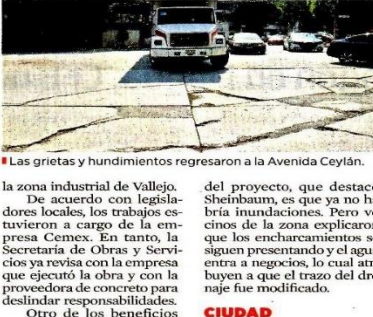 Las grietas y hundimientos regresaron a la Avenida Ceylán.
la zona industrial de Vallejo.
De acuerdo con legisla-
dores locales, los trabajos es-
tuvieron a cargo de la em-
presa Cemex. En tanto, la
Secretaría de Obras y Servi-
cios ya revisa con la empresa
que ejecutó la obra y con la
proveedora de concreto para
deslindar responsabilidades.
Otro de los beneficios
del proyecto, que destacó
Sheinbaum, es que ya no ha-
bría inundaciones. Pero ve-
cinos de la zona explicaron
que los encharcamientos se
siguen presentando y el agua
entra a negocios, lo cual atri-
buyen a que el trazo del dre-
naje fue modificado.
CIUDAD